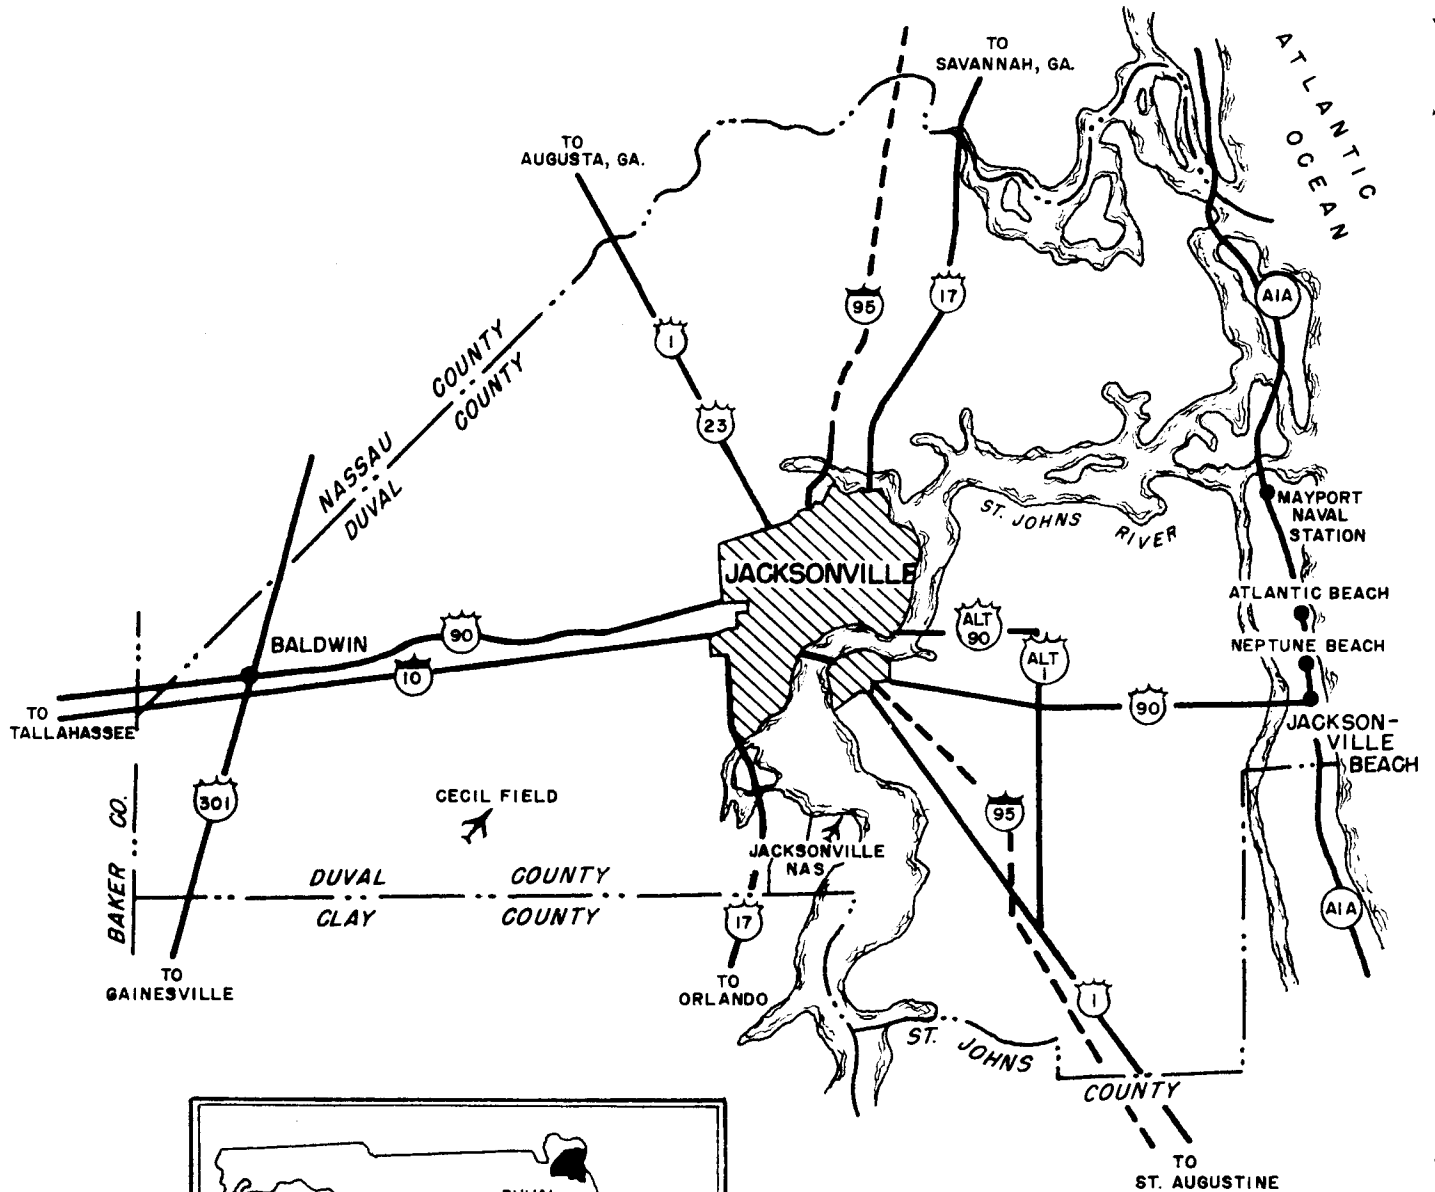 TO
SAVANNAH, GA.
ATLANTIC
OCEAN
TO
AUGUSTA, GA.
95
17
A1A
1
23
NASSAU COUNTY
DUVAL COUNTY
ST. JOHNS RIVER
MAYPORT
NAVAL
STATION
JACKSONVILLE
ATLANTIC BEACH
ALT
90
BALDWIN
90
NEPTUNE BEACH
ALT
1
10
90
TO
TALLAHASSEE
JACKSON-
VILLE
BEACH
301
CECIL FIELD
95
BAKER CO.
JACKSONVILLE
NAS
DUVAL COUNTY
CLAY COUNTY
17
A1A
TO
GAINESVILLE
TO
ORLANDO
1
ST. JOHNS
COUNTY
TO
ST. AUGUSTINE